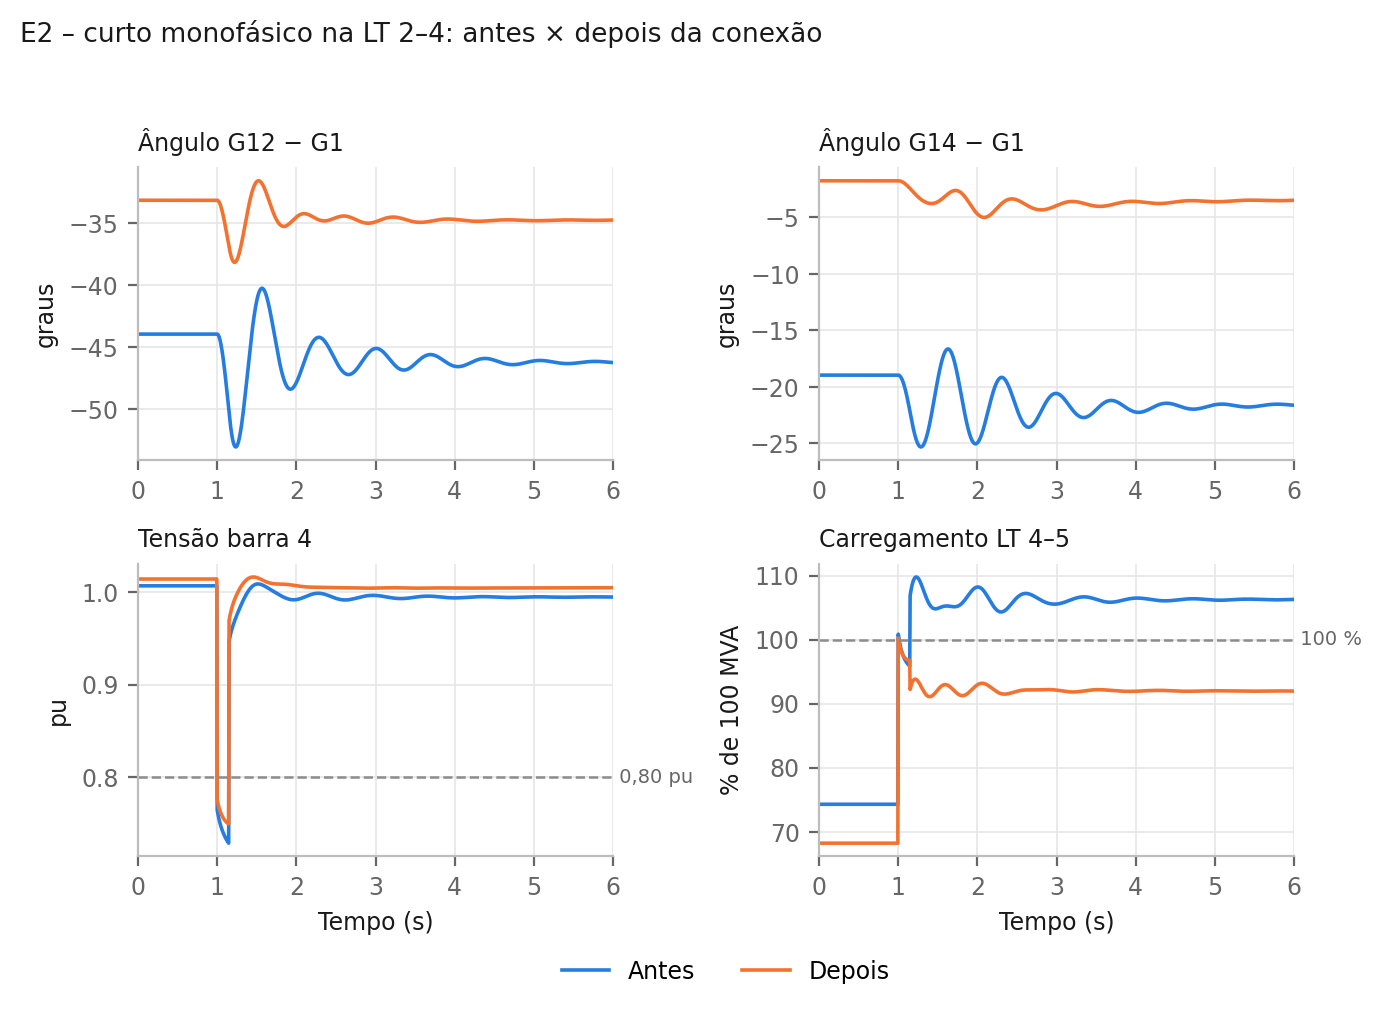 E2 – curto monofásico na LT 2–4: antes × depois da conexão
Ângulo G12 − G1
graus
−35
−40
−45
−50
0 1 2 3 4 5 6
Ângulo G14 − G1
graus
−5
−10
−15
−20
−25
0 1 2 3 4 5 6
Tensão barra 4
pu
1.0
0.9
0.8
0,80 pu
0 1 2 3 4 5 6
Tempo (s)
Carregamento LT 4–5
% de 100 MVA
110
100
90
80
70
100 %
0 1 2 3 4 5 6
Tempo (s)
Antes Depois